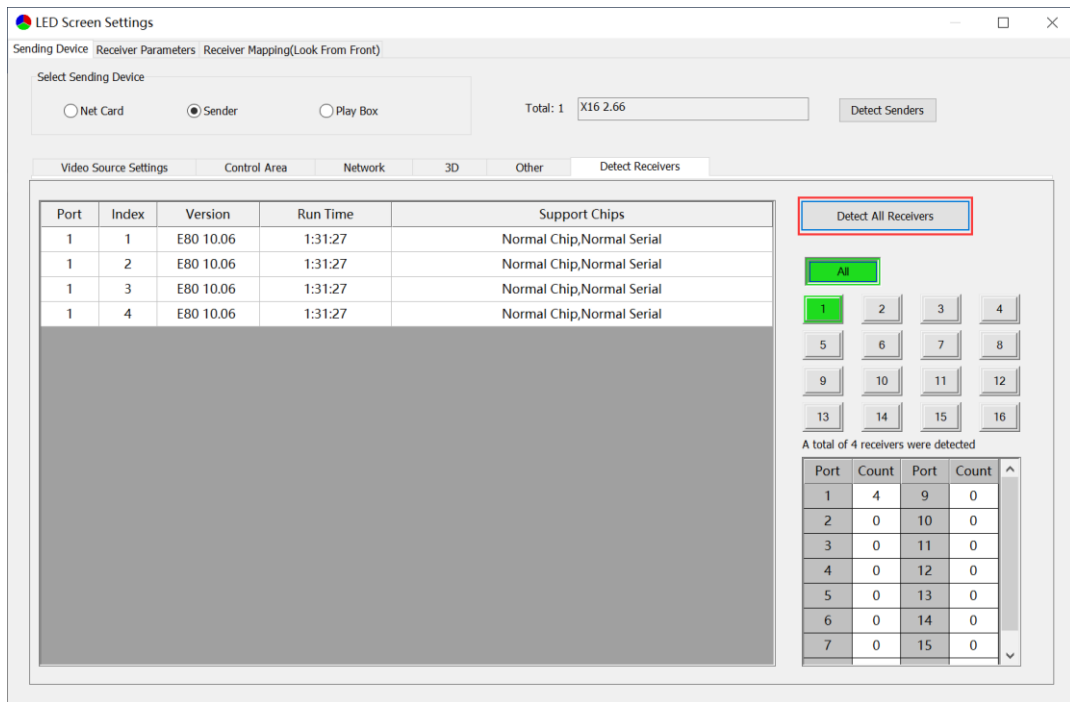 LED Screen Settings
Sending Device Receiver Parameters Receiver Mapping(Look From Front)
Select Sending Device
Net Card Sender Play Box
Total: 1 X16 2.66 Detect Senders
Video Source Settings Control Area Network 3D Other Detect Receivers
Port Index Version Run Time Support Chips
1 1 E80 10.06 1:31:27 Normal Chip,Normal Serial
1 2 E80 10.06 1:31:27 Normal Chip,Normal Serial
1 3 E80 10.06 1:31:27 Normal Chip,Normal Serial
1 4 E80 10.06 1:31:27 Normal Chip,Normal Serial
Detect All Receivers
All
1 2 3 4
5 6 7 8
9 10 11 12
13 14 15 16
A total of 4 receivers were detected
Port Count Port Count
1 4 9 0
2 0 10 0
3 0 11 0
4 0 12 0
5 0 13 0
6 0 14 0
7 0 15 0